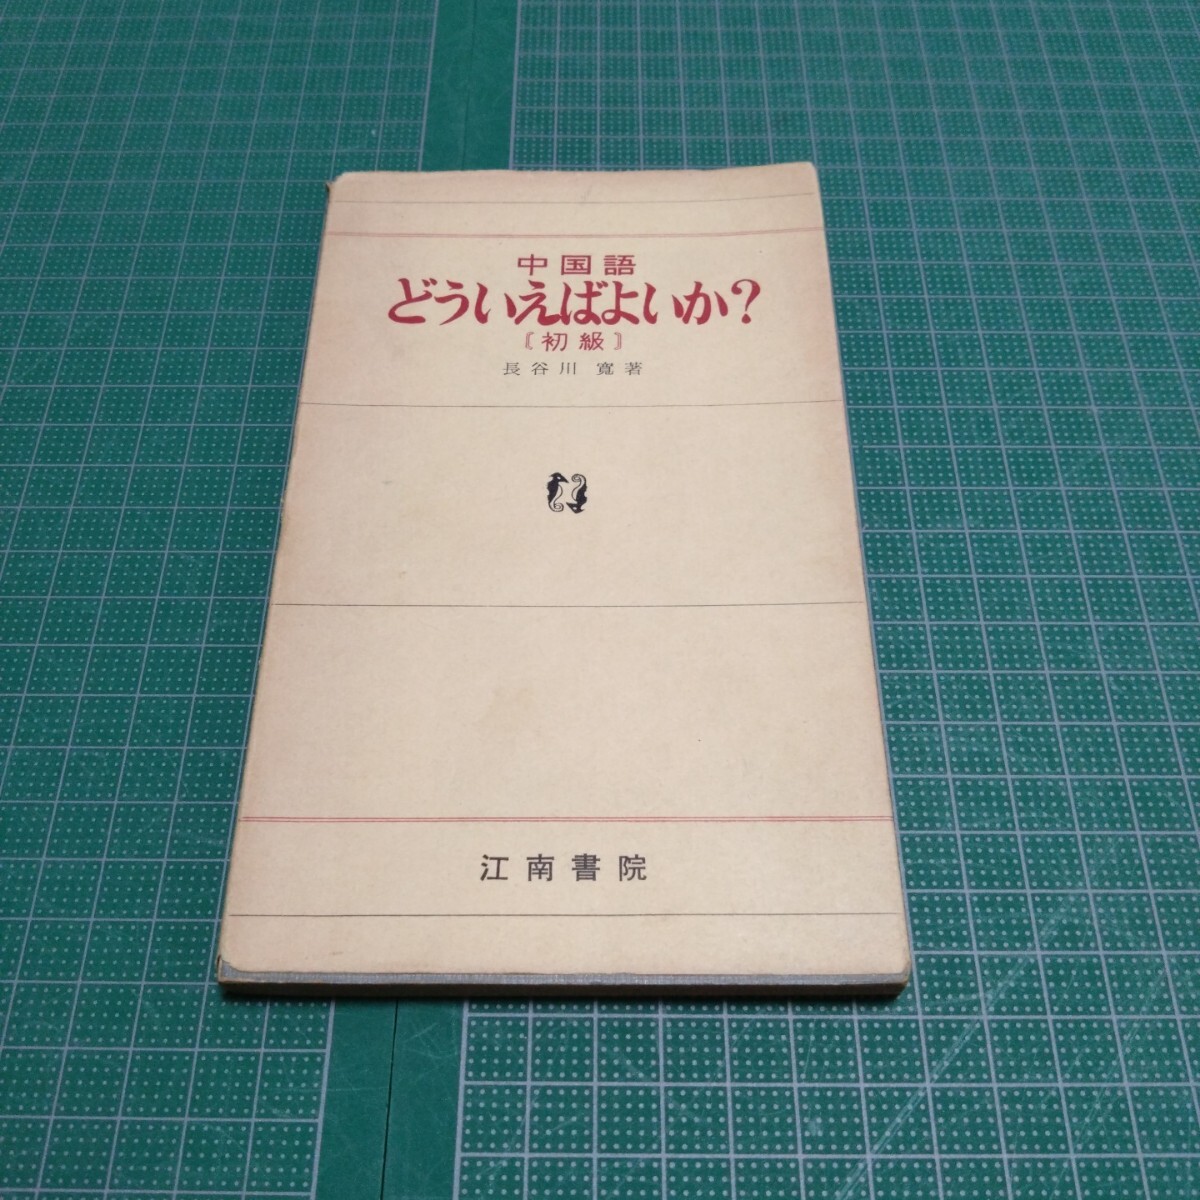 中国語
どういえばよいか?
〘初級〙
長谷川 寛著
江南書院